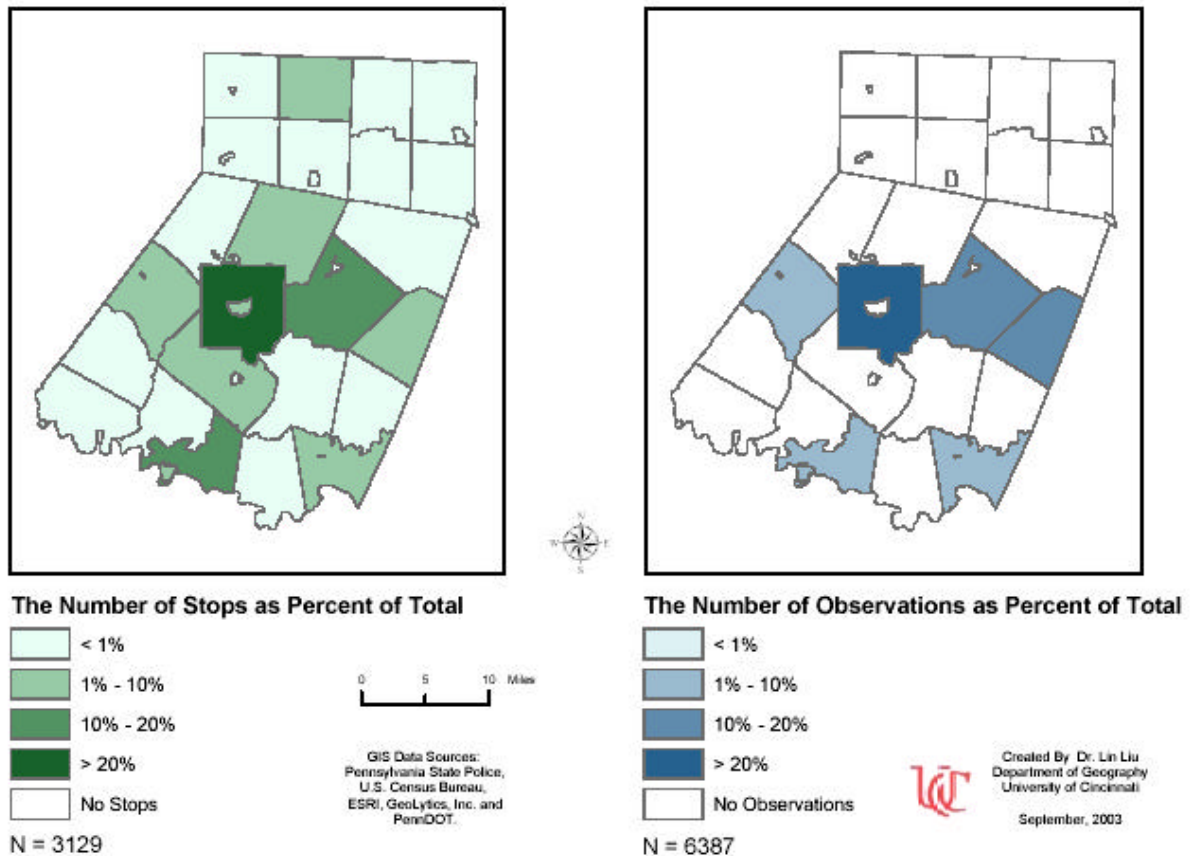 The Number of Stops as Percent of Total
< 1%
1% - 10%
10% - 20%
> 20%
No Stops
N = 3129
0 5 10 Miles
GIS Data Sources:
Pennsylvania State Police,
U.S. Census Bureau,
ESRI, GeoLytics, Inc. and
PennDOT.
N
W E
S
The Number of Observations as Percent of Total
< 1%
1% - 10%
10% - 20%
> 20%
No Observations
N = 6387
UC
Created By Dr. Lin Liu
Department of Geography
University of Cincinnati
September, 2003